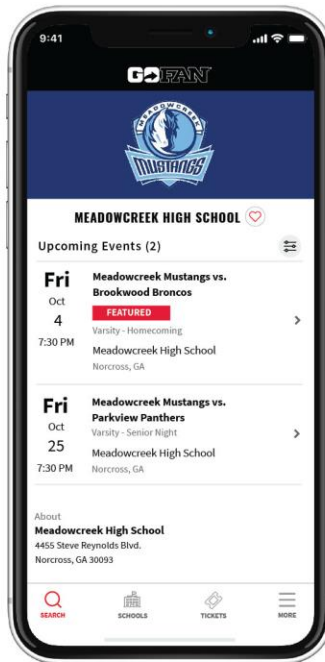 9:41
GOFAN
MEADOWCREEK
MUSTANGS
MEADOWCREEK HIGH SCHOOL
Upcoming Events (2)
Fri
Oct
4
7:30 PM
Meadowcreek Mustangs vs.
Brookwood Broncos
FEATURED
Varsity - Homecoming
Meadowcreek High School
Norcross, GA
Fri
Oct
25
7:30 PM
Meadowcreek Mustangs vs.
Parkview Panthers
Varsity - Senior Night
Meadowcreek High School
Norcross, GA
About
Meadowcreek High School
4455 Steve Reynolds Blvd.
Norcross, GA 30093
SEARCH
SCHOOLS
TICKETS
MORE